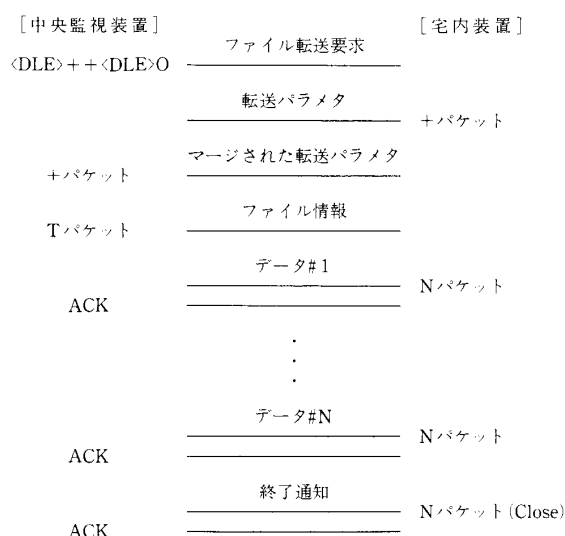 [中央監視装置] [宅内装置]
ファイル転送要求
<DLE>++<DLE>O
転送パラメタ
+パケット
マージされた転送パラメタ
+パケット
ファイル情報
Tパケット
データ#1
Nパケット
ACK
・
・
・
データ#N
Nパケット
ACK
終了通知
Nパケット(Close)
ACK